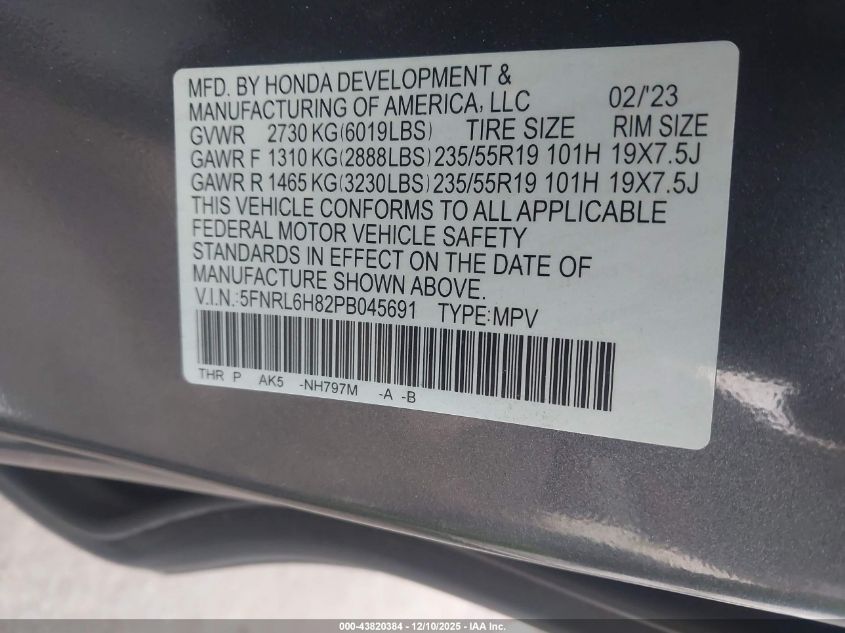 MFD. BY HONDA DEVELOPMENT &
MANUFACTURING OF AMERICA, LLC 02/'23
GVWR 2730 KG(6019LBS) TIRE SIZE RIM SIZE
GAWR F 1310 KG(2888LBS) 235/55R19 101H 19X7.5J
GAWR R 1465 KG(3230LBS) 235/55R19 101H 19X7.5J
THIS VEHICLE CONFORMS TO ALL APPLICABLE
FEDERAL MOTOR VEHICLE SAFETY
STANDARDS IN EFFECT ON THE DATE OF
MANUFACTURE SHOWN ABOVE.
V.I.N.:5FNRL6H82PB045691 TYPE:MPV
THR P AK5 -NH797M -A -B
000-43820384 - 12/10/2025 - IAA Inc.